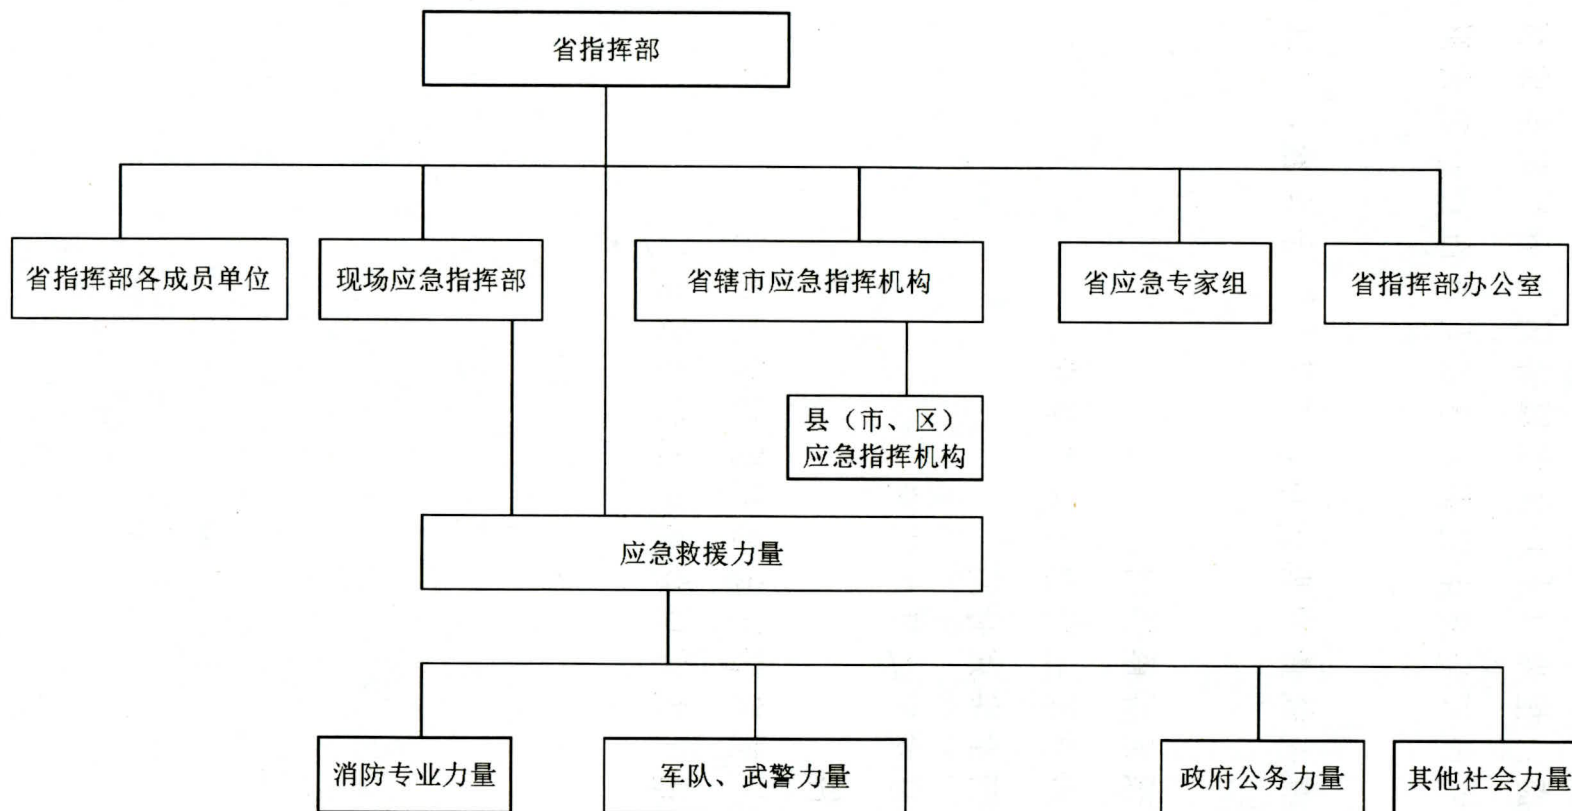 省指挥部
省指挥部各成员单位
现场应急指挥部
省辖市应急指挥机构
省应急专家组
省指挥部办公室
县（市、区）
应急指挥机构
应急救援力量
消防专业力量
军队、武警力量
政府公务力量
其他社会力量